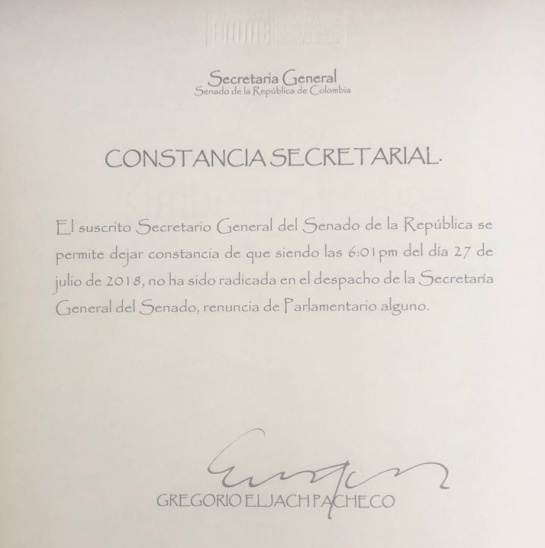 Secretaría General
Senado de la República de Colombia
CONSTANCIA SECRETARIAL.
El suscrito Secretario General del Senado de la República se
permite dejar constancia de que siendo las 6:01pm del día 27 de
julio de 2018, no ha sido radicada en el despacho de la Secretaría
General del Senado, renuncia de Parlamentario alguno.
GREGORIO ELJACH PACHECO